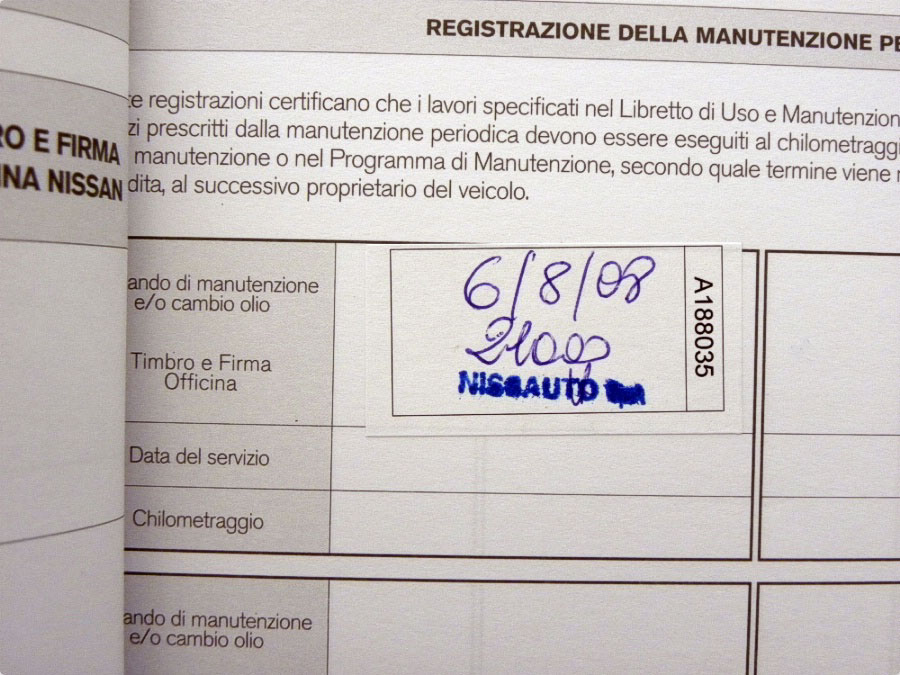 REGISTRAZIONE DELLA MANUTENZIONE PE
te registrazioni certificano che i lavori specificati nel Libretto di Uso e Manutenzion
zi prescritti dalla manutenzione periodica devono essere eseguiti al chilometraggi
manutenzione o nel Programma di Manutenzione, secondo quale termine viene r
dita, al successivo proprietario del veicolo.
RO E FIRMA
INA NISSAN
ando di manutenzione
e/o cambio olio
Timbro e Firma
Officina
6/8/08
21000
NISSAUTO
A188035
Data del servizio
Chilometraggio
ando di manutenzione
e/o cambio olio